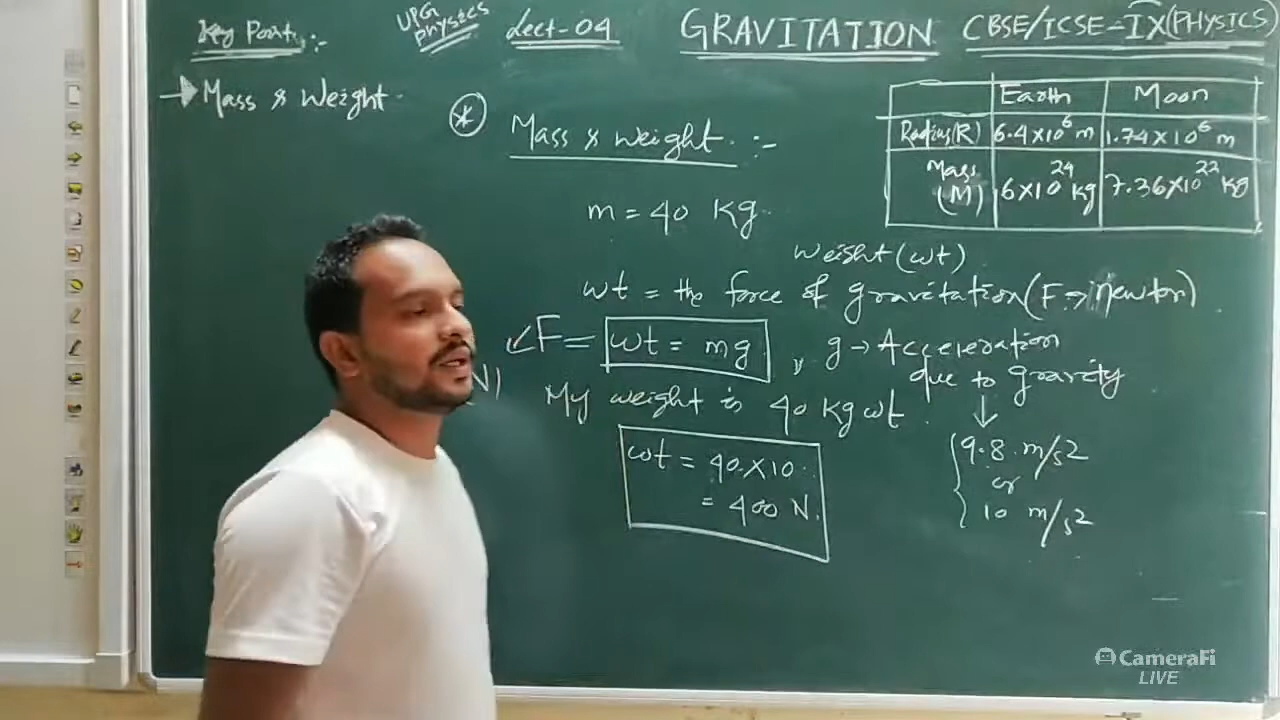 Key Point :-
UPG Physics
Lect-04
GRAVITATION
CBSE/ICSE-IX(PHYSICS)
→ Mass & Weight
* Mass & weight :-
Earth Moon
Radius(R) 6.4×10⁶ m 1.74×10⁶ m
Mass (M) 6×10²⁴ kg 7.36×10²² kg
m = 40 kg
weight (wt)
wt = the force of gravitation (F → newton)
F = wt = mg , g → Acceleration
due to gravity
N)
My weight is 40 kg wt.
↓
wt = 40 × 10
= 400 N.
9.8 m/s2
or
10 m/s2
CameraFi
LIVE